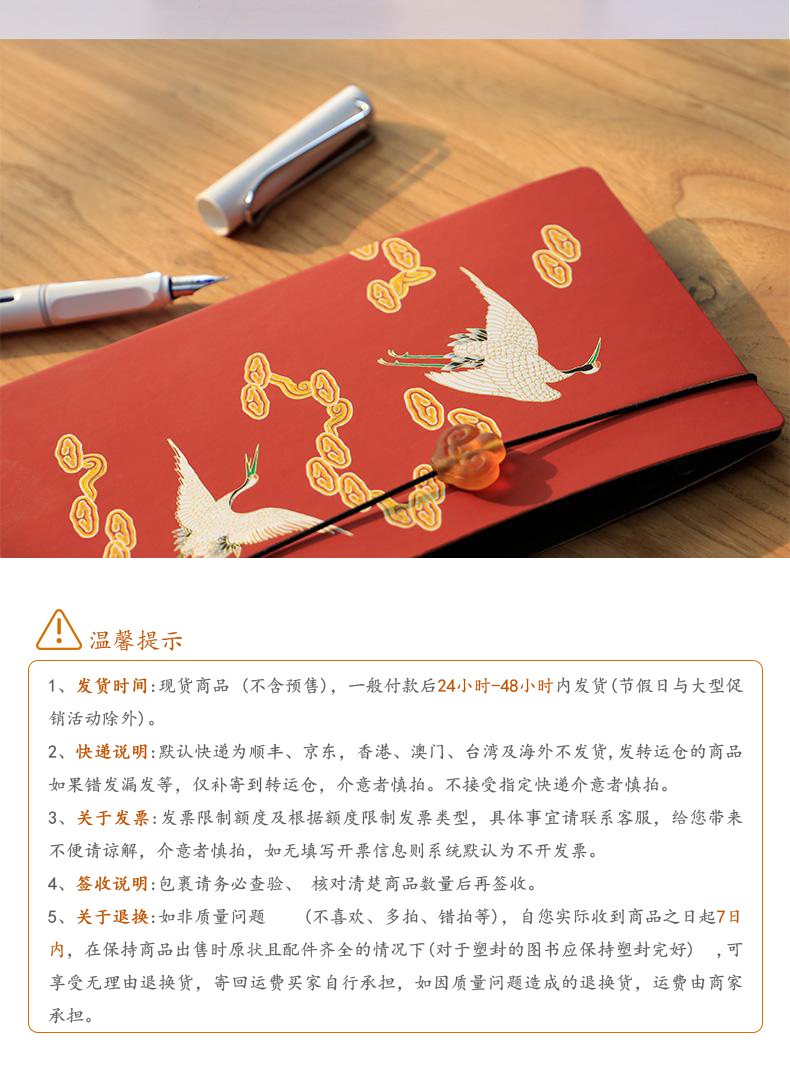 温馨提示
1、发货时间:现货商品 (不含预售)，一般付款后24小时-48小时内发货(节假日与大型促
销活动除外)。
2、快递说明:默认快递为顺丰、京东，香港、澳门、台湾及海外不发货,发转运仓的商品
如果错发漏发等，仅补寄到转运仓，介意者慎拍。不接受指定快递介意者慎拍。
3、关于发票:发票限制额度及根据额度限制发票类型，具体事宜请联系客服，给您带来
不便请谅解，介意者慎拍，如无填写开票信息则系统默认为不开发票。
4、签收说明:包裹请务必查验、 核对清楚商品数量后再签收。
5、关于退换:如非质量问题 (不喜欢、多拍、错拍等)，自您实际收到商品之日起7日
内，在保持商品出售时原状且配件齐全的情况下(对于塑封的图书应保持塑封完好) ,可
享受无理由退换货，寄回运费买家自行承担，如因质量问题造成的退换货，运费由商家
承担。